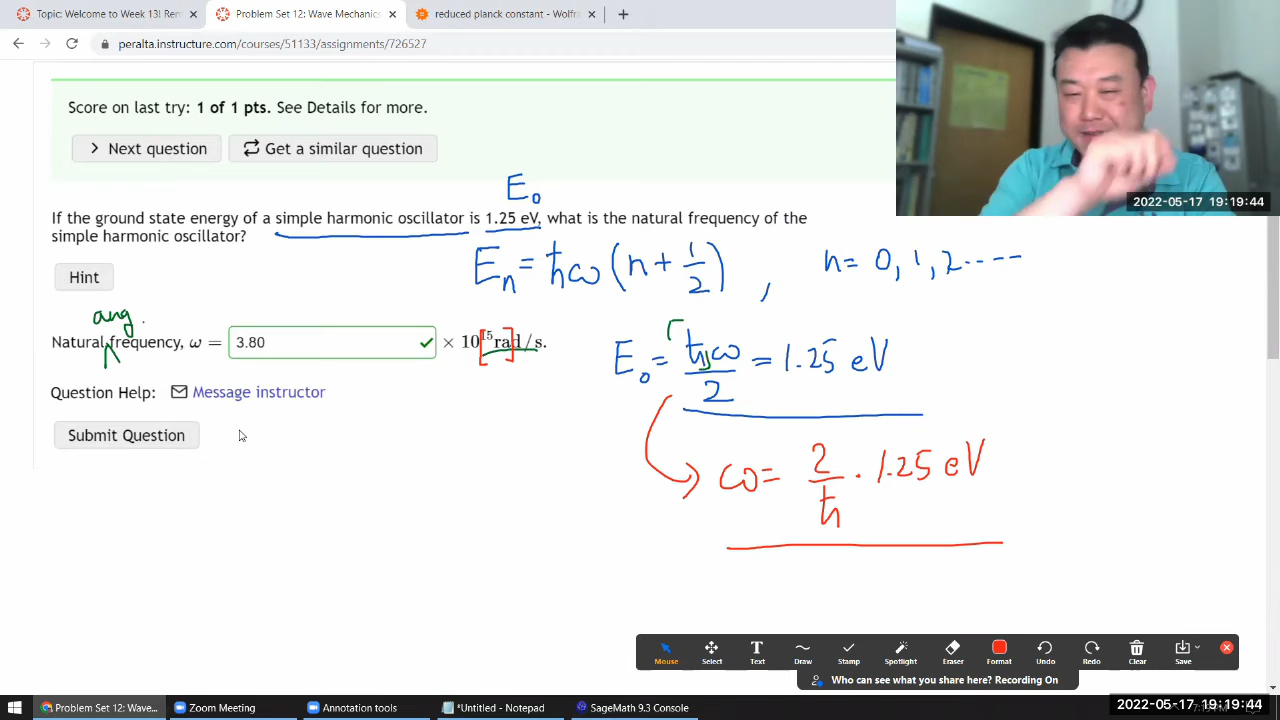 Topic: Welcome to Week 13! Rem
Problem Set 12: Wave Mechanics
reduced planck constant - Wolfr
peralta.instructure.com/courses/51133/assignments/726527
2022-05-17 19:19:44
Score on last try: 1 of 1 pts. See Details for more.
Next question
Get a similar question
E₀
If the ground state energy of a simple harmonic oscillator is 1.25 eV, what is the natural frequency of the
simple harmonic oscillator?
Eₙ = ħω (n + 1/2) , n = 0, 1, 2 .....
Hint
ang.
Natural frequency, ω = 3.80 × 10¹⁵ rad/s.
E₀ = ħω/2 = 1.25 eV
Question Help: Message instructor
Submit Question
ω = 2/ħ · 1.25 eV
Mouse Select Text Draw Stamp Spotlight Eraser Format Undo Redo Clear Save
Who can see what you share here? Recording On
Problem Set 12: Wave...
Zoom Meeting
Annotation tools
*Untitled - Notepad
SageMath 9.3 Console
2022-05-17 19:19:44